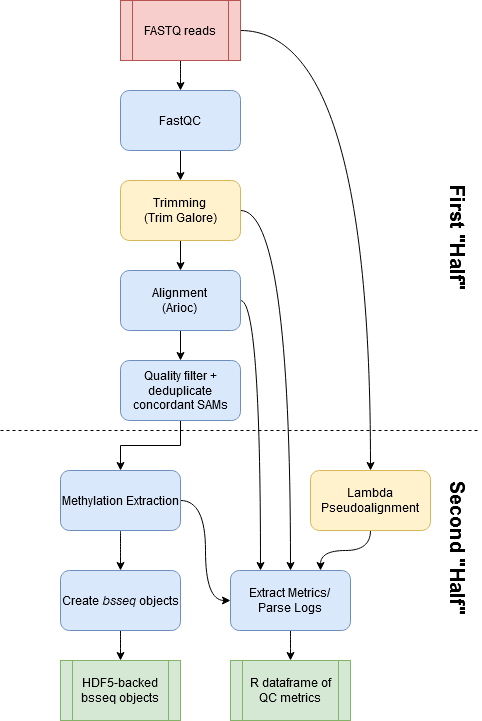 FASTQ reads
FastQC
Trimming
(Trim Galore)
Alignment
(Arioc)
Quality filter +
deduplicate
concordant SAMs
First "Half"
Methylation Extraction
Lambda
Pseudoalignment
Second "Half"
Create bsseq objects
Extract Metrics/
Parse Logs
HDF5-backed
bsseq objects
R dataframe of
QC metrics